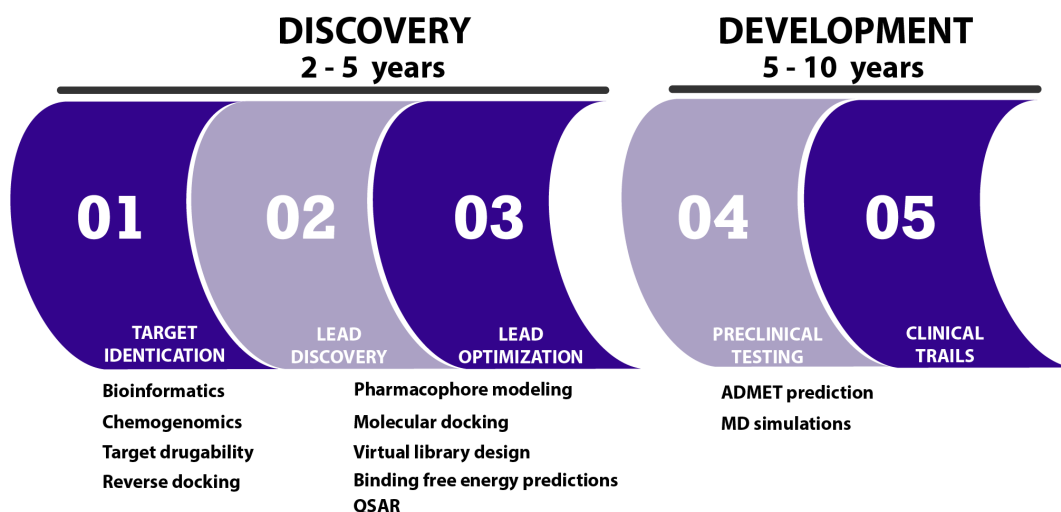 DISCOVERY
2 - 5 years
DEVELOPMENT
5 - 10 years
01
02
03
04
05
TARGET
IDENTICATION
LEAD
DISCOVERY
LEAD
OPTIMIZATION
PRECLINICAL
TESTING
CLINICAL
TRAILS
Bioinformatics
Chemogenomics
Target drugability
Reverse docking
Pharmacophore modeling
Molecular docking
Virtual library design
Binding free energy predictions
QSAR
ADMET prediction
MD simulations